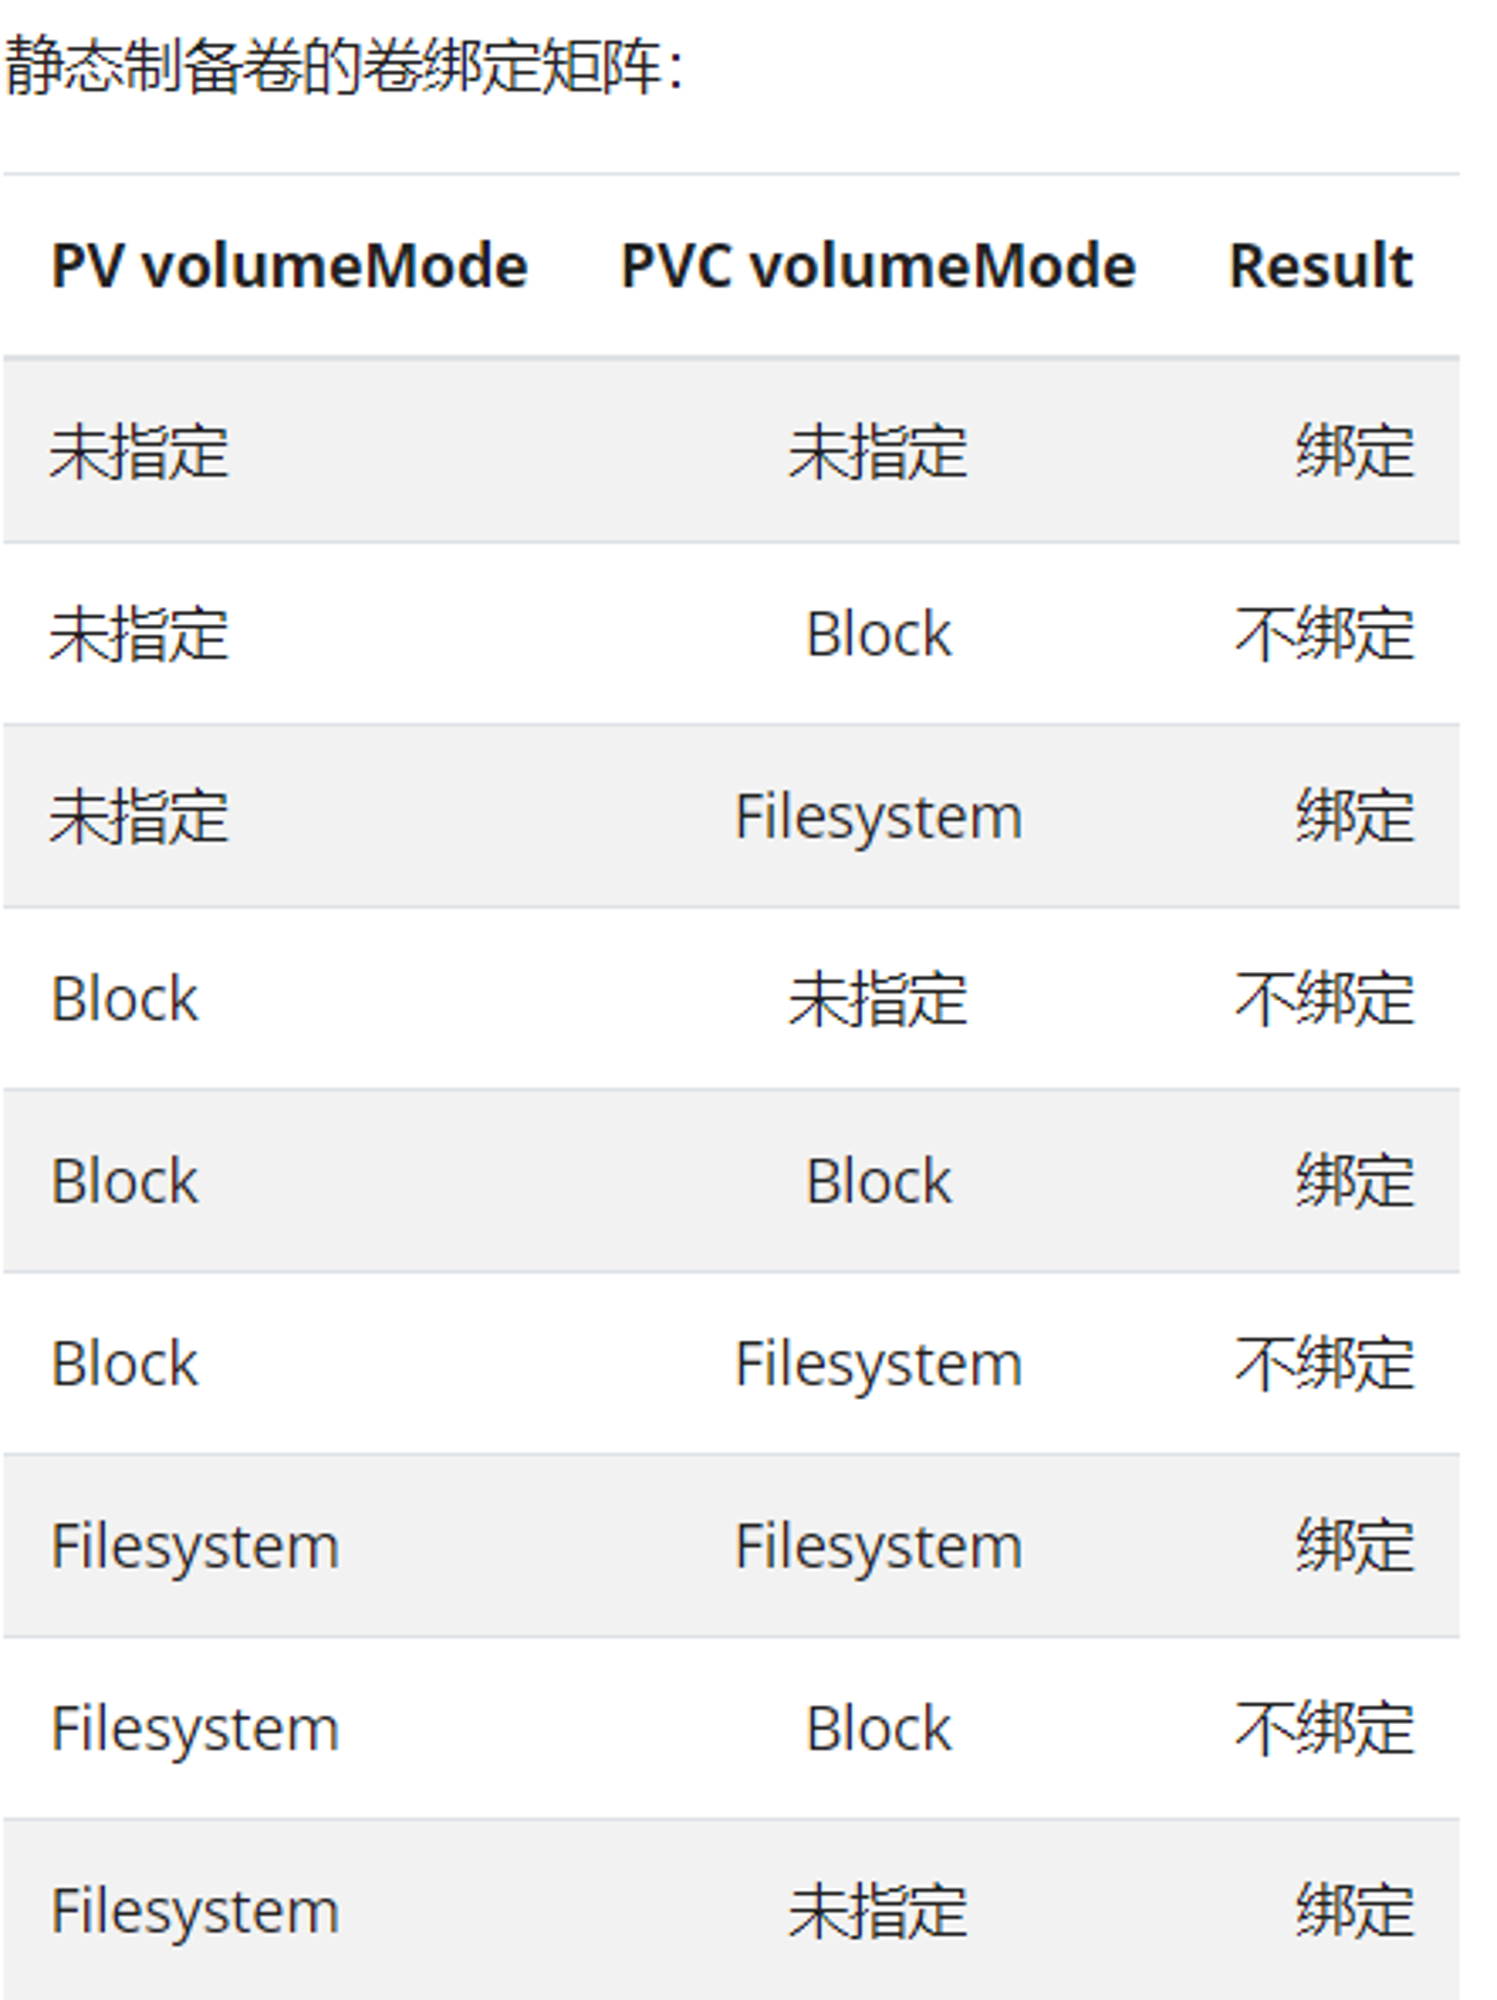 静态制备卷的卷绑定矩阵：
PV volumeMode PVC volumeMode Result
未指定 未指定 绑定
未指定 Block 不绑定
未指定 Filesystem 绑定
Block 未指定 不绑定
Block Block 绑定
Block Filesystem 不绑定
Filesystem Filesystem 绑定
Filesystem Block 不绑定
Filesystem 未指定 绑定